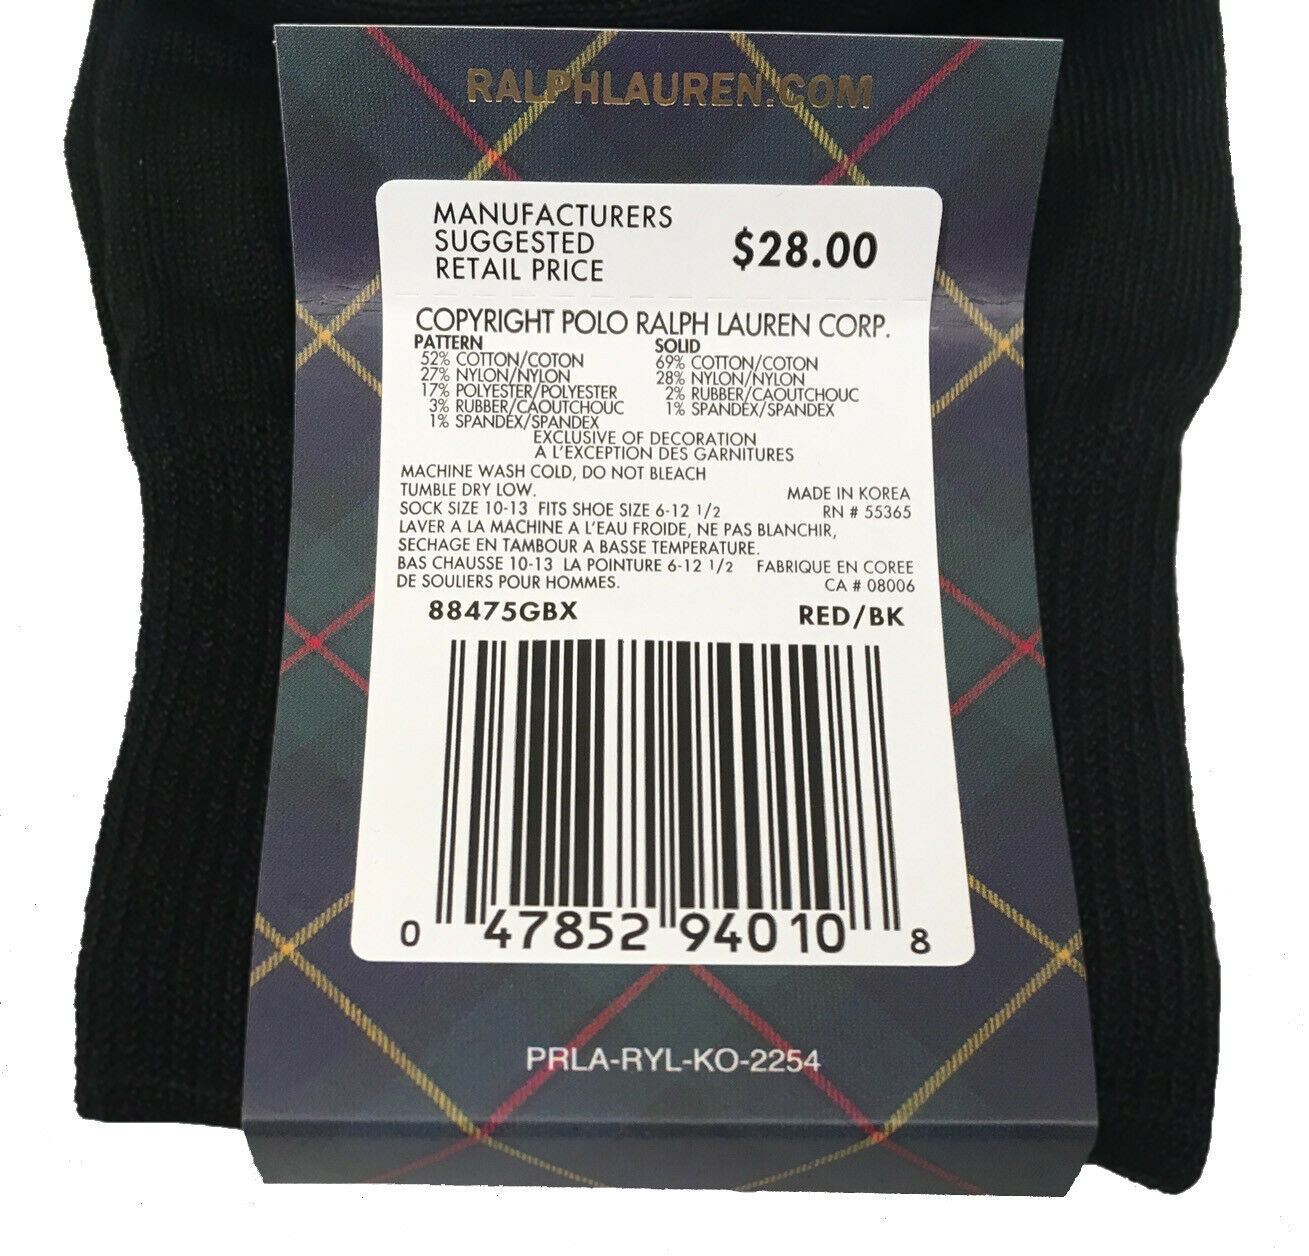 RALPHLAUREN.COM
MANUFACTURERS
SUGGESTED
RETAIL PRICE
$28.00
COPYRIGHT POLO RALPH LAUREN CORP.
PATTERN
52% COTTON/COTON
27% NYLON/NYLON
17% POLYESTER/POLYESTER
3% RUBBER/CAOUTCHOUC
1% SPANDEX/SPANDEX
SOLID
69% COTTON/COTON
28% NYLON/NYLON
2% RUBBER/CAOUTCHOUC
1% SPANDEX/SPANDEX
EXCLUSIVE OF DECORATION
A L'EXCEPTION DES GARNITURES
MACHINE WASH COLD, DO NOT BLEACH
TUMBLE DRY LOW. MADE IN KOREA
SOCK SIZE 10-13 FITS SHOE SIZE 6-12 1/2 RN # 55365
LAVER A LA MACHINE A L'EAU FROIDE, NE PAS BLANCHIR,
SECHAGE EN TAMBOUR A BASSE TEMPERATURE.
BAS CHAUSSE 10-13 LA POINTURE 6-12 1/2 FABRIQUE EN COREE
DE SOULIERS POUR HOMMES. CA # 08006
88475GBX RED/BK
0 47852 94010 8
PRLA-RYL-KO-2254